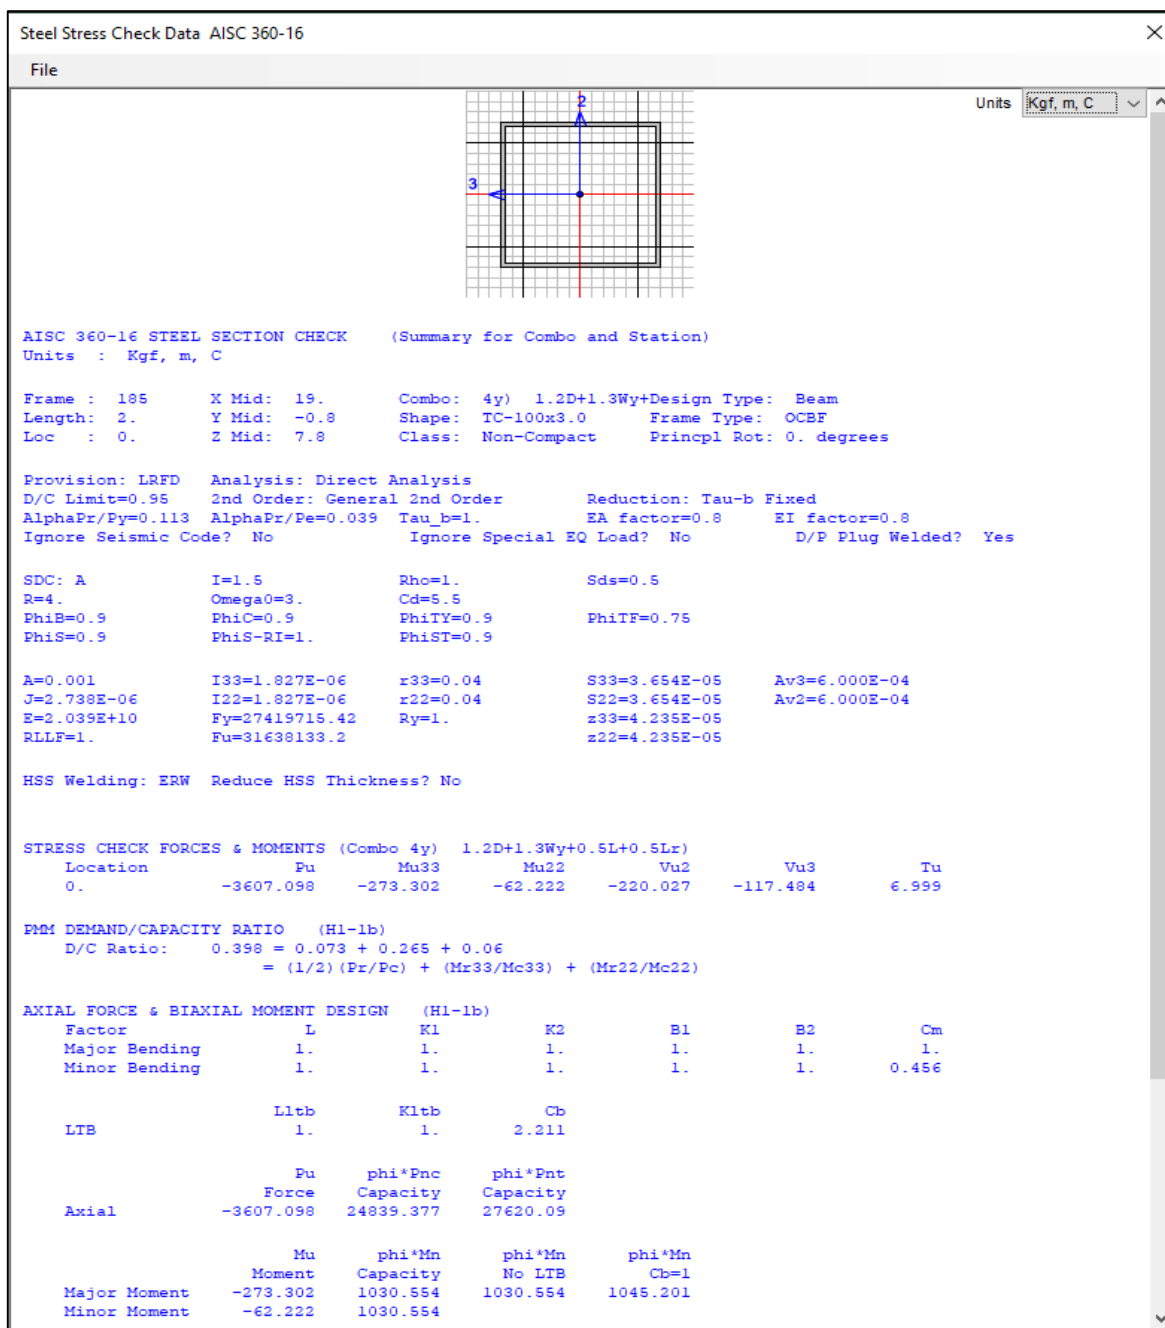 Steel Stress Check Data AISC 360-16
File
Units Kgf, m, C
2
3
AISC 360-16 STEEL SECTION CHECK (Summary for Combo and Station)
Units : Kgf, m, C
Frame : 185 X Mid: 19. Combo: 4y) 1.2D+1.3Wy+Design Type: Beam
Length: 2. Y Mid: -0.8 Shape: TC-100x3.0 Frame Type: OCBF
Loc : 0. Z Mid: 7.8 Class: Non-Compact Princpl Rot: 0. degrees
Provision: LRFD Analysis: Direct Analysis
D/C Limit=0.95 2nd Order: General 2nd Order Reduction: Tau-b Fixed
AlphaPr/Py=0.113 AlphaPr/Pe=0.039 Tau_b=1. EA factor=0.8 EI factor=0.8
Ignore Seismic Code? No Ignore Special EQ Load? No D/P Plug Welded? Yes
SDC: A I=1.5 Rho=1. Sds=0.5
R=4. Omega0=3. Cd=5.5
PhiB=0.9 PhiC=0.9 PhiTY=0.9 PhiTF=0.75
PhiS=0.9 PhiS-RI=1. PhiST=0.9
A=0.001 I33=1.827E-06 r33=0.04 S33=3.654E-05 Av3=6.000E-04
J=2.738E-06 I22=1.827E-06 r22=0.04 S22=3.654E-05 Av2=6.000E-04
E=2.039E+10 Fy=27419715.42 Ry=1. z33=4.235E-05
RLLF=1. Fu=31638133.2 z22=4.235E-05
HSS Welding: ERW Reduce HSS Thickness? No
STRESS CHECK FORCES & MOMENTS (Combo 4y) 1.2D+1.3Wy+0.5L+0.5Lr)
Location Pu Mu33 Mu22 Vu2 Vu3 Tu
0. -3607.098 -273.302 -62.222 -220.027 -117.484 6.999
PMM DEMAND/CAPACITY RATIO (H1-1b)
D/C Ratio: 0.398 = 0.073 + 0.265 + 0.06
= (1/2)(Pr/Pc) + (Mr33/Mc33) + (Mr22/Mc22)
AXIAL FORCE & BIAXIAL MOMENT DESIGN (H1-1b)
Factor L K1 K2 B1 B2 Cm
Major Bending 1. 1. 1. 1. 1. 1.
Minor Bending 1. 1. 1. 1. 1. 0.456
Lltb Kltb Cb
LTB 1. 1. 2.211
Pu phi*Pnc phi*Pnt
Force Capacity Capacity
Axial -3607.098 24839.377 27620.09
Mu phi*Mn phi*Mn phi*Mn
Moment Capacity No LTB Cb=1
Major Moment -273.302 1030.554 1030.554 1045.201
Minor Moment -62.222 1030.554